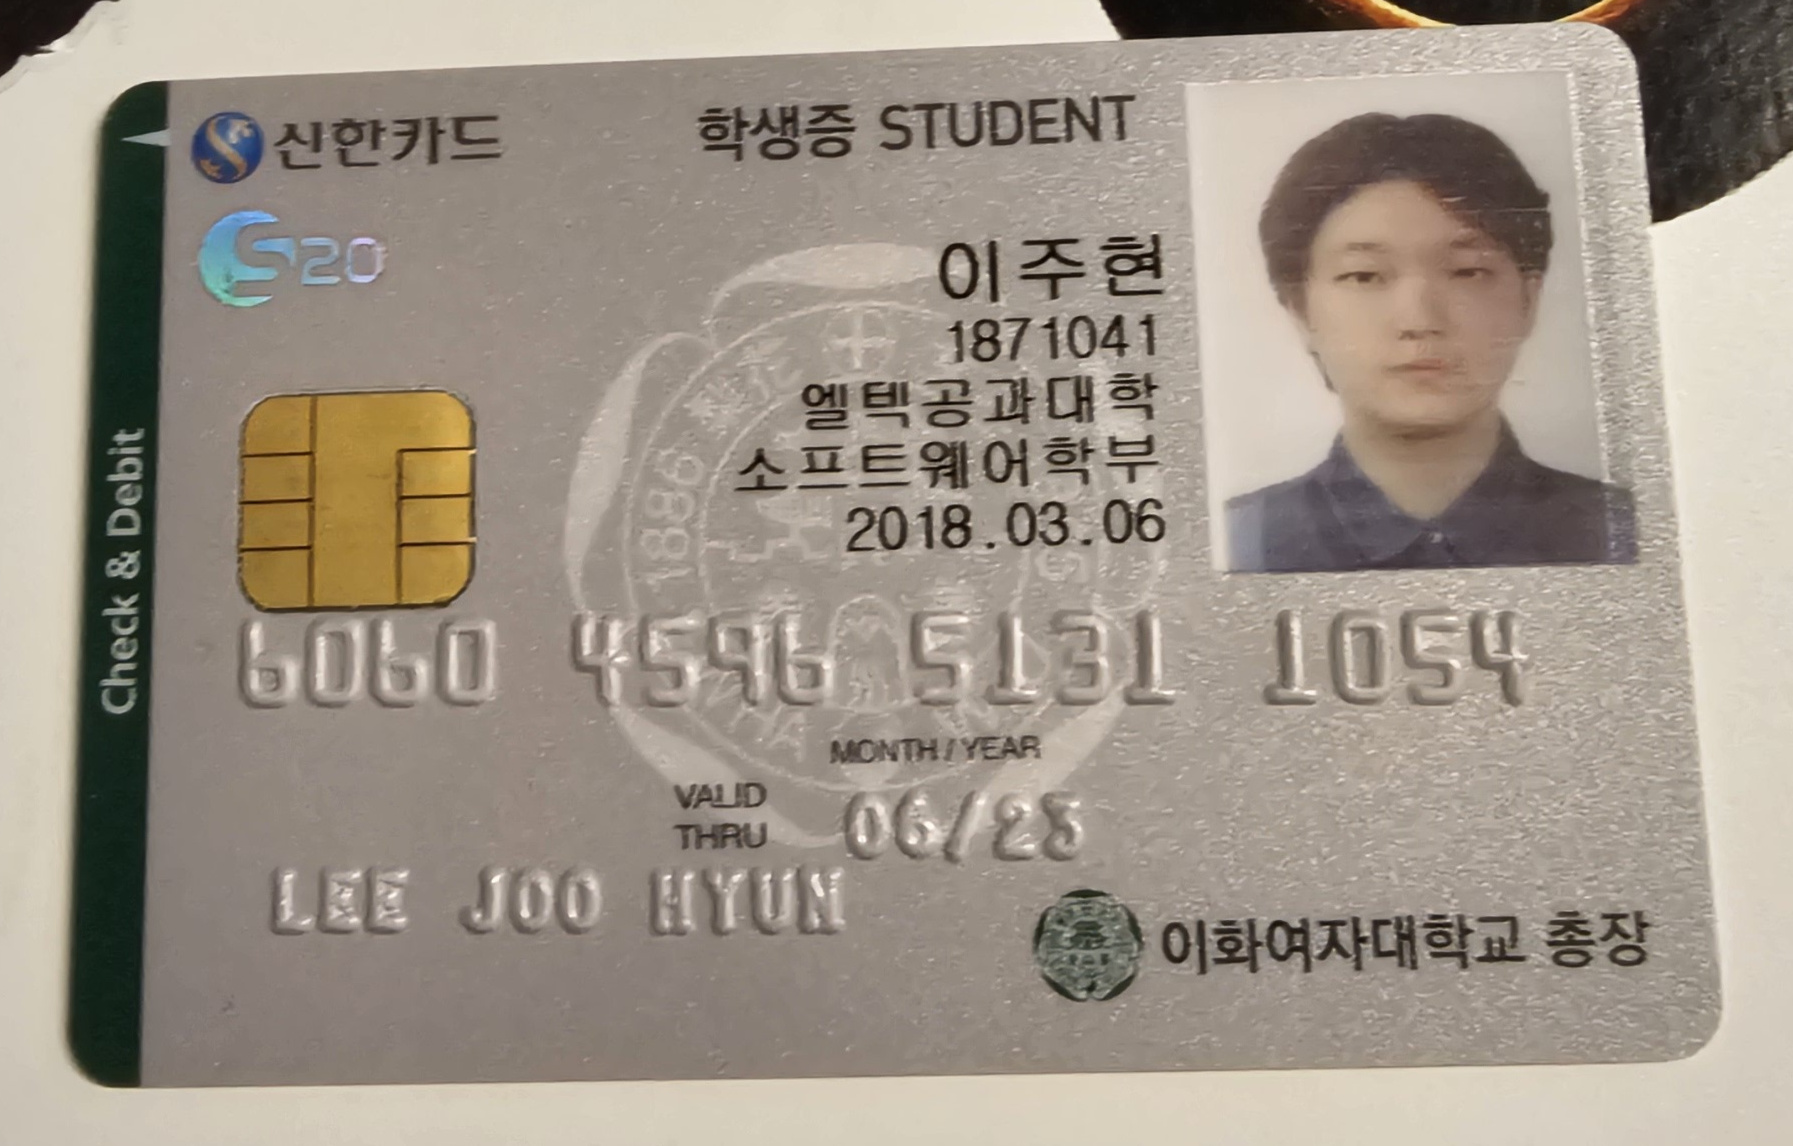 신한카드
학생증 STUDENT
S20
이주현
1871041
엘텍공과대학
소프트웨어학부
2018.03.06
Check & Debit
6060 4596 5131 1054
MONTH / YEAR
VALID THRU 06/28
LEE JOO HYUN
이화여자대학교 총장
1886